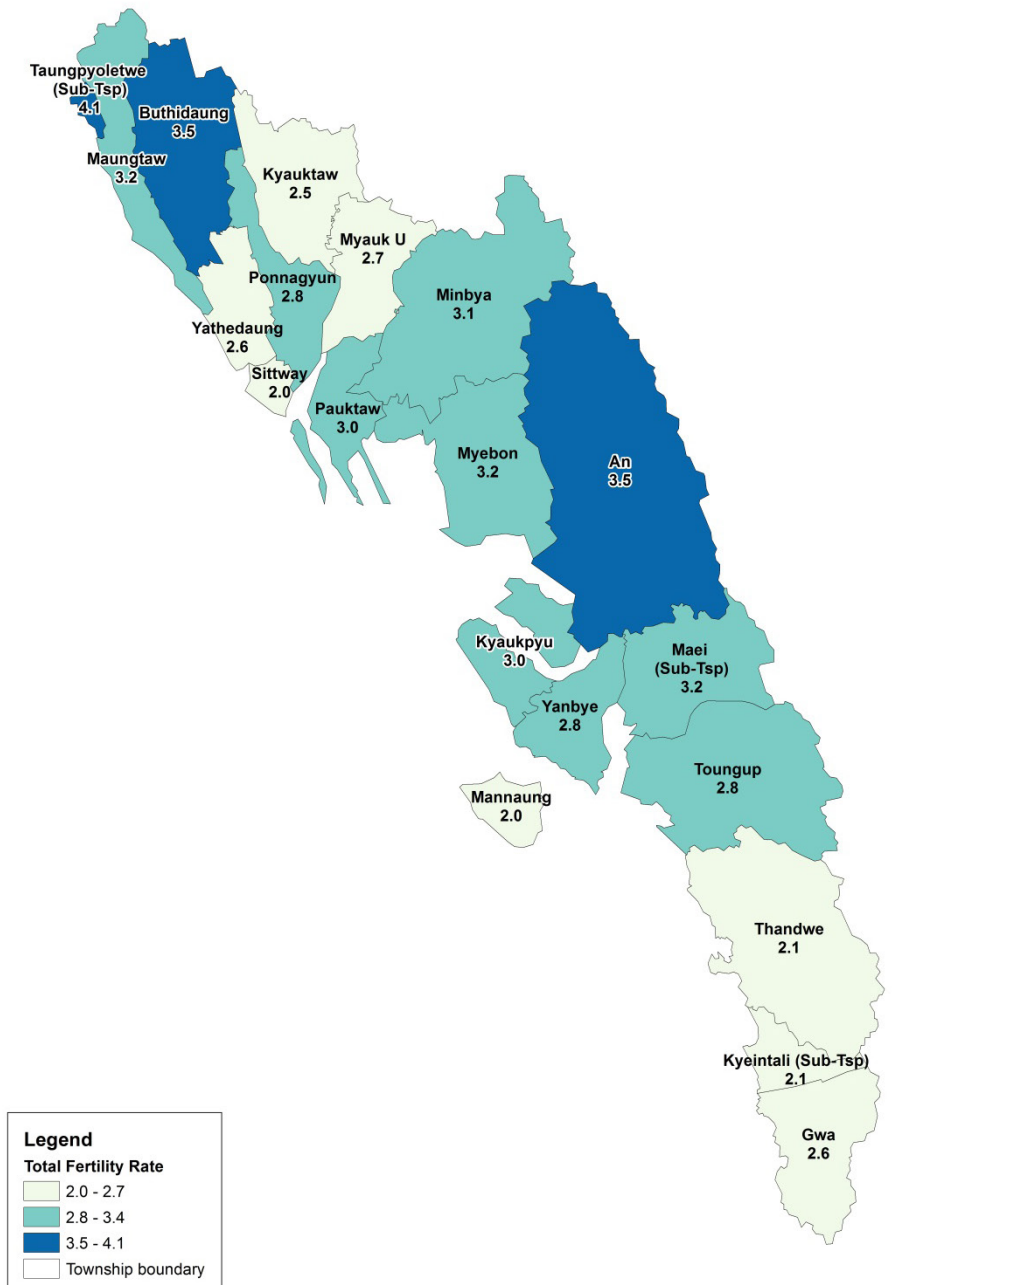 Taungpyoletwe
(Sub-Tsp)
4.1
Buthidaung
3.5
Maungtaw
3.2
Kyauktaw
2.5
Myauk U
2.7
Ponnagyun
2.8
Minbya
3.1
Yathedaung
2.6
Sittway
2.0
Pauktaw
3.0
Myebon
3.2
An
3.5
Kyaukpyu
3.0
Maei
(Sub-Tsp)
3.2
Yanbye
2.8
Toungup
2.8
Mannaung
2.0
Thandwe
2.1
Kyeintali (Sub-Tsp)
2.1
Gwa
2.6
Legend
Total Fertility Rate
2.0 - 2.7
2.8 - 3.4
3.5 - 4.1
Township boundary